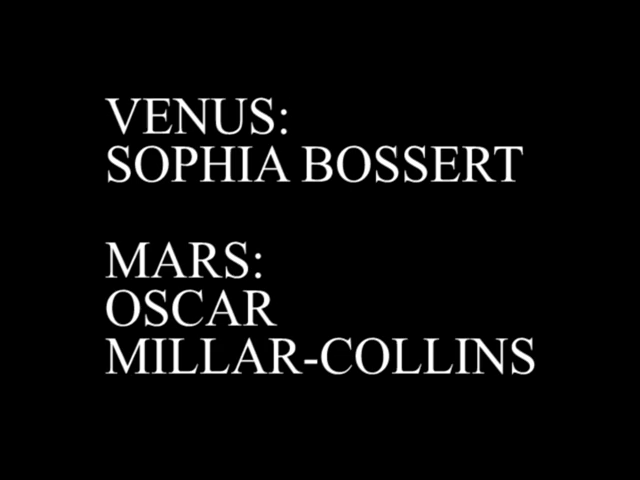 VENUS:
SOPHIA BOSSERT
MARS:
OSCAR
MILLAR-COLLINS